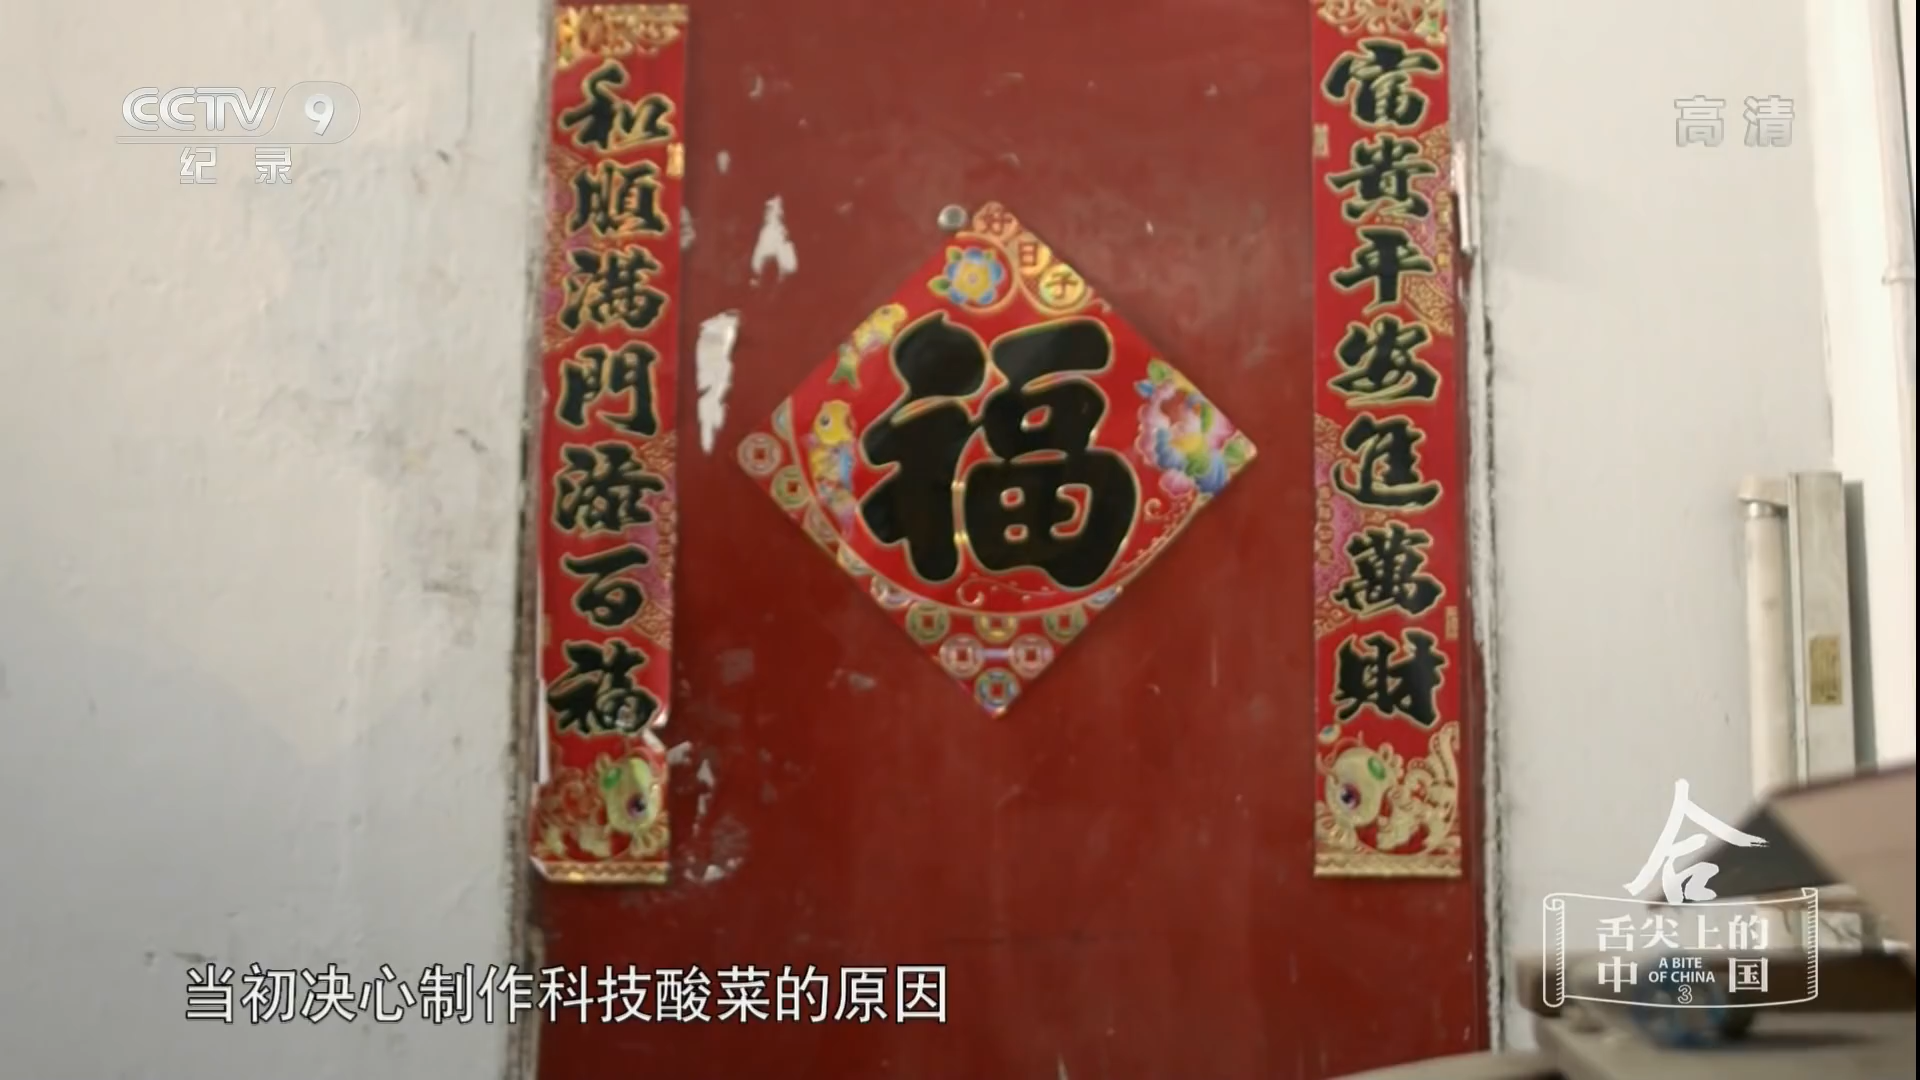 CCTV 9
纪录
高清
富貴平安進萬財
和順满門添百福
好日子
福
合
舌尖上的
中国
A BITE
OF CHINA
3
当初决心制作科技酸菜的原因